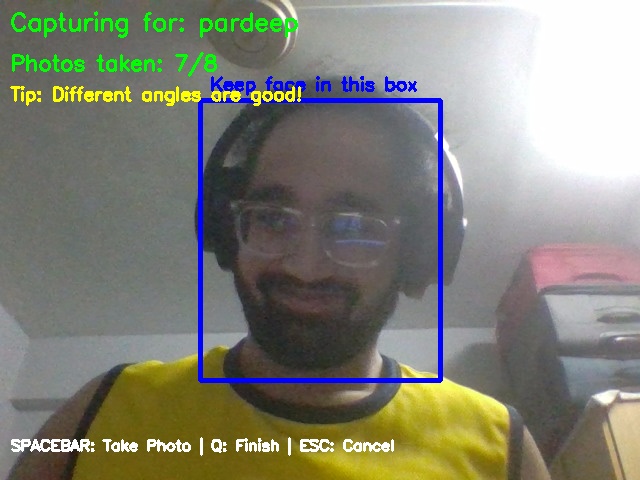 Capturing for: pardeep
Photos taken: 7/8
Keep face in this box
Tip: Different angles are good!
SPACEBAR: Take Photo | Q: Finish | ESC: Cancel